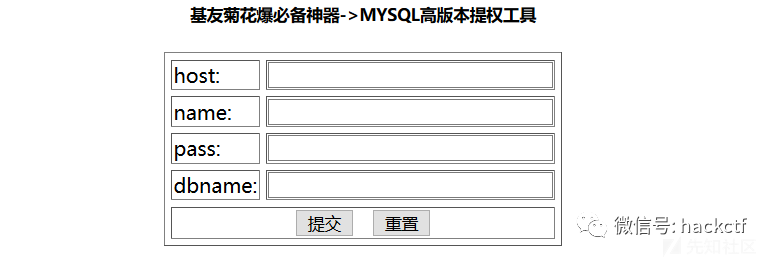 基友菊花爆必备神器->MYSQL高版本提权工具
host:
name:
pass:
dbname:
提交 重置
微信号: hackctf
先知社区